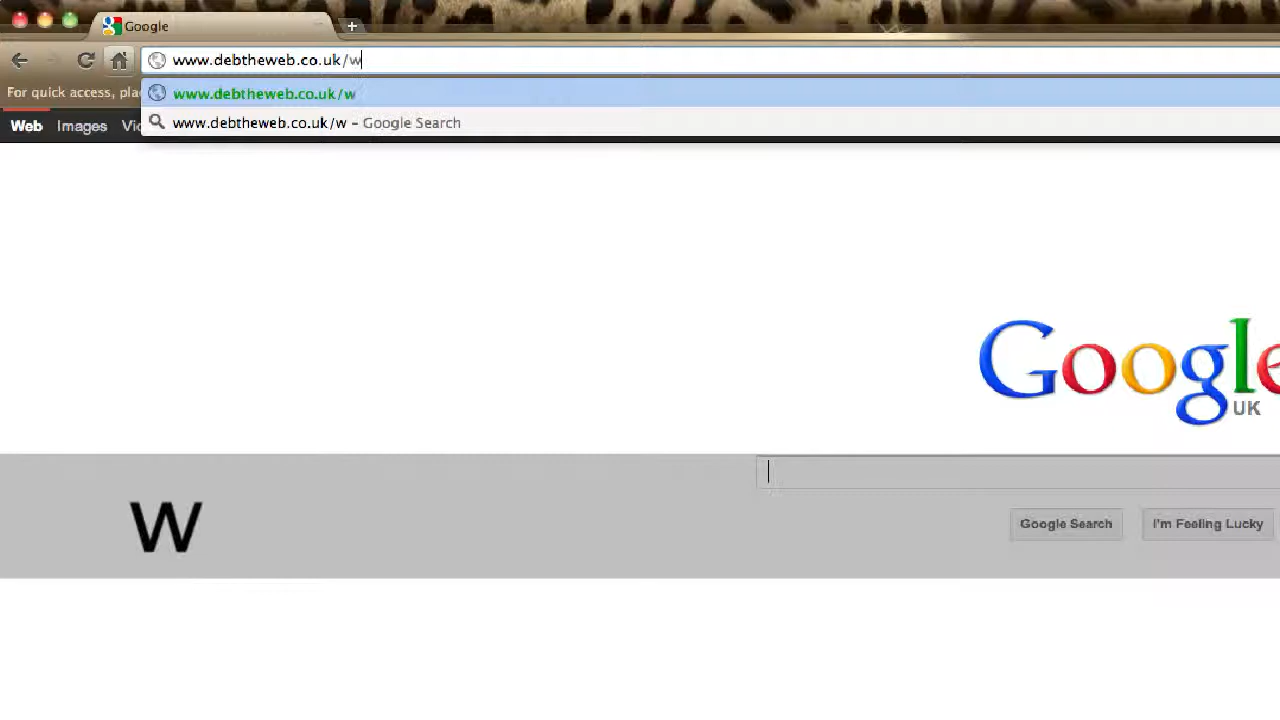 Google
www.debtheweb.co.uk/w
For quick access, pla
www.debtheweb.co.uk/w
www.debtheweb.co.uk/w – Google Search
Web Images Vi
Google
UK
W
Google Search I'm Feeling Lucky